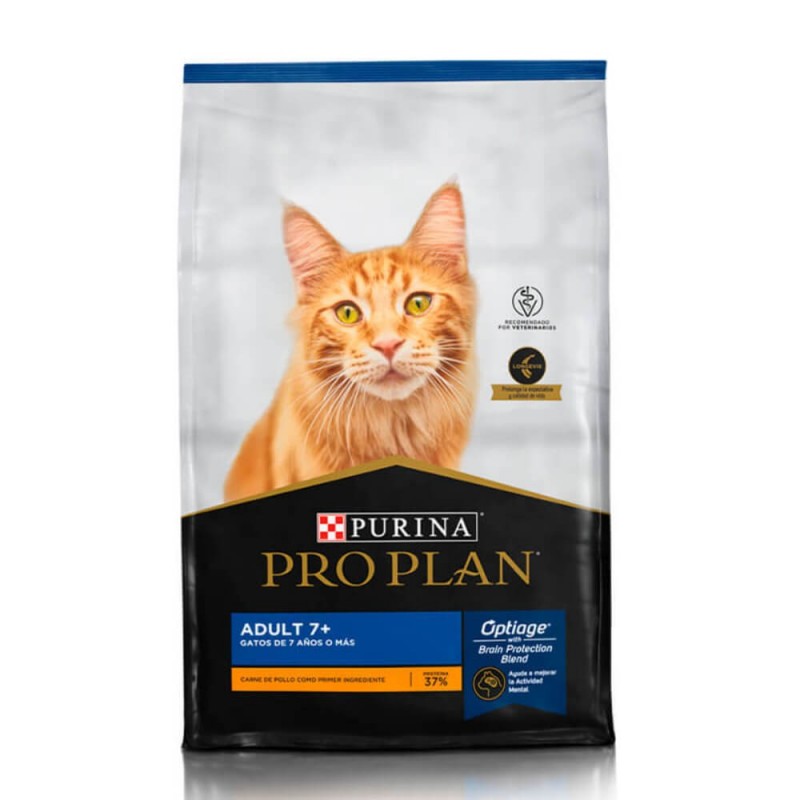 RECOMENDADO
POR VETERINARIOS
LONGEVIS
Prolonga la expectativa
y calidad de vida
PURINA®
PRO PLAN®
ADULT 7+
GATOS DE 7 AÑOS O MÁS
CARNE DE POLLO COMO PRIMER INGREDIENTE
PROTEÍNA
37%
Optiage®
with
Brain Protection
Blend
Ayuda a mejorar
la Actividad
Mental